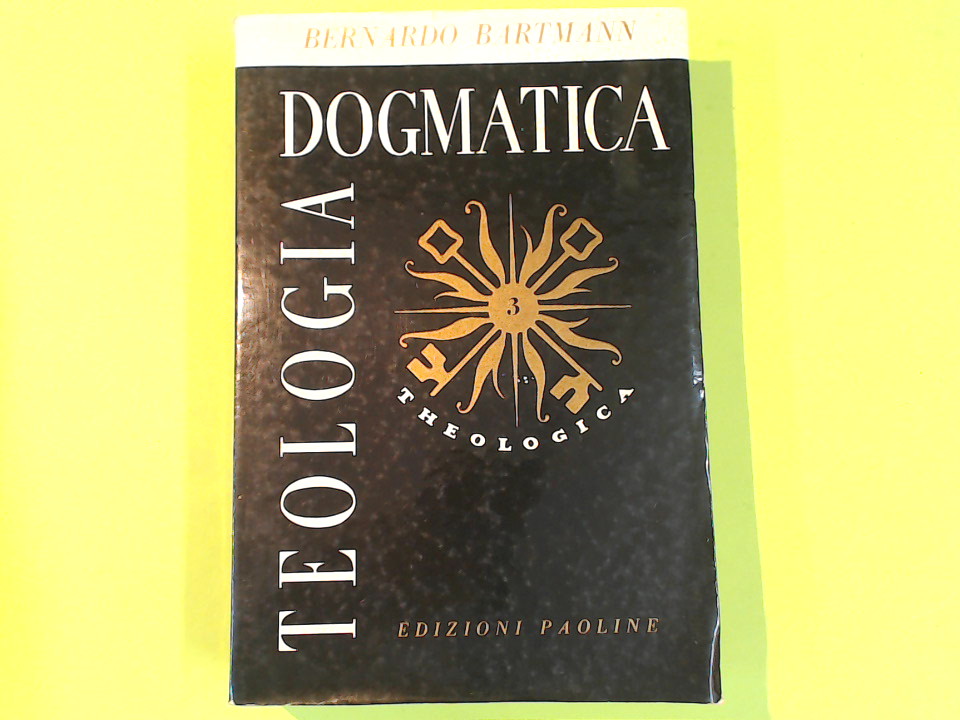 BERNARDO BARTMANN
TEOLOGIA
DOGMATICA
3
THEOLOGICA
EDIZIONI PAOLINE